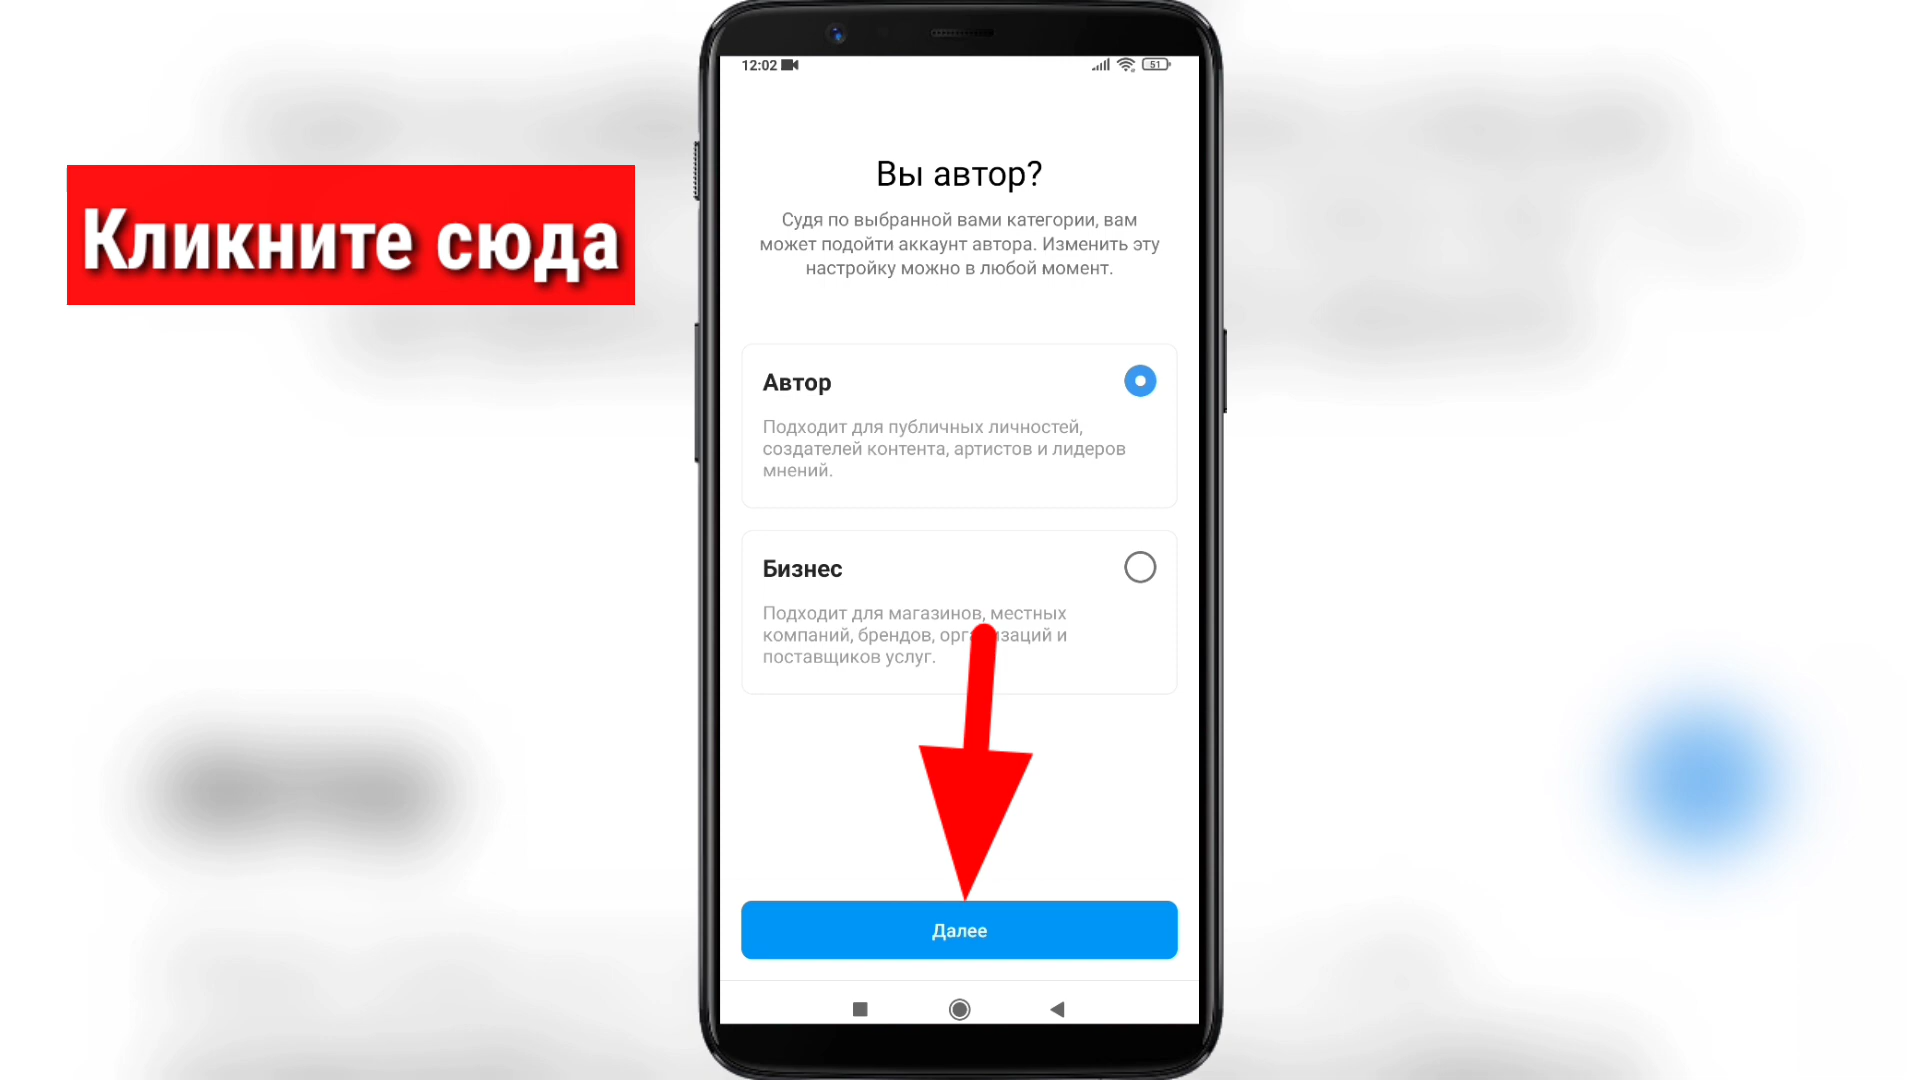 Кликните сюда
12:02
51
Вы автор?
Судя по выбранной вами категории, вам
может подойти аккаунт автора. Изменить эту
настройку можно в любой момент.
Автор
Подходит для публичных личностей,
создателей контента, артистов и лидеров
мнений.
Бизнес
Подходит для магазинов, местных
компаний, брендов, организаций и
поставщиков услуг.
Далее